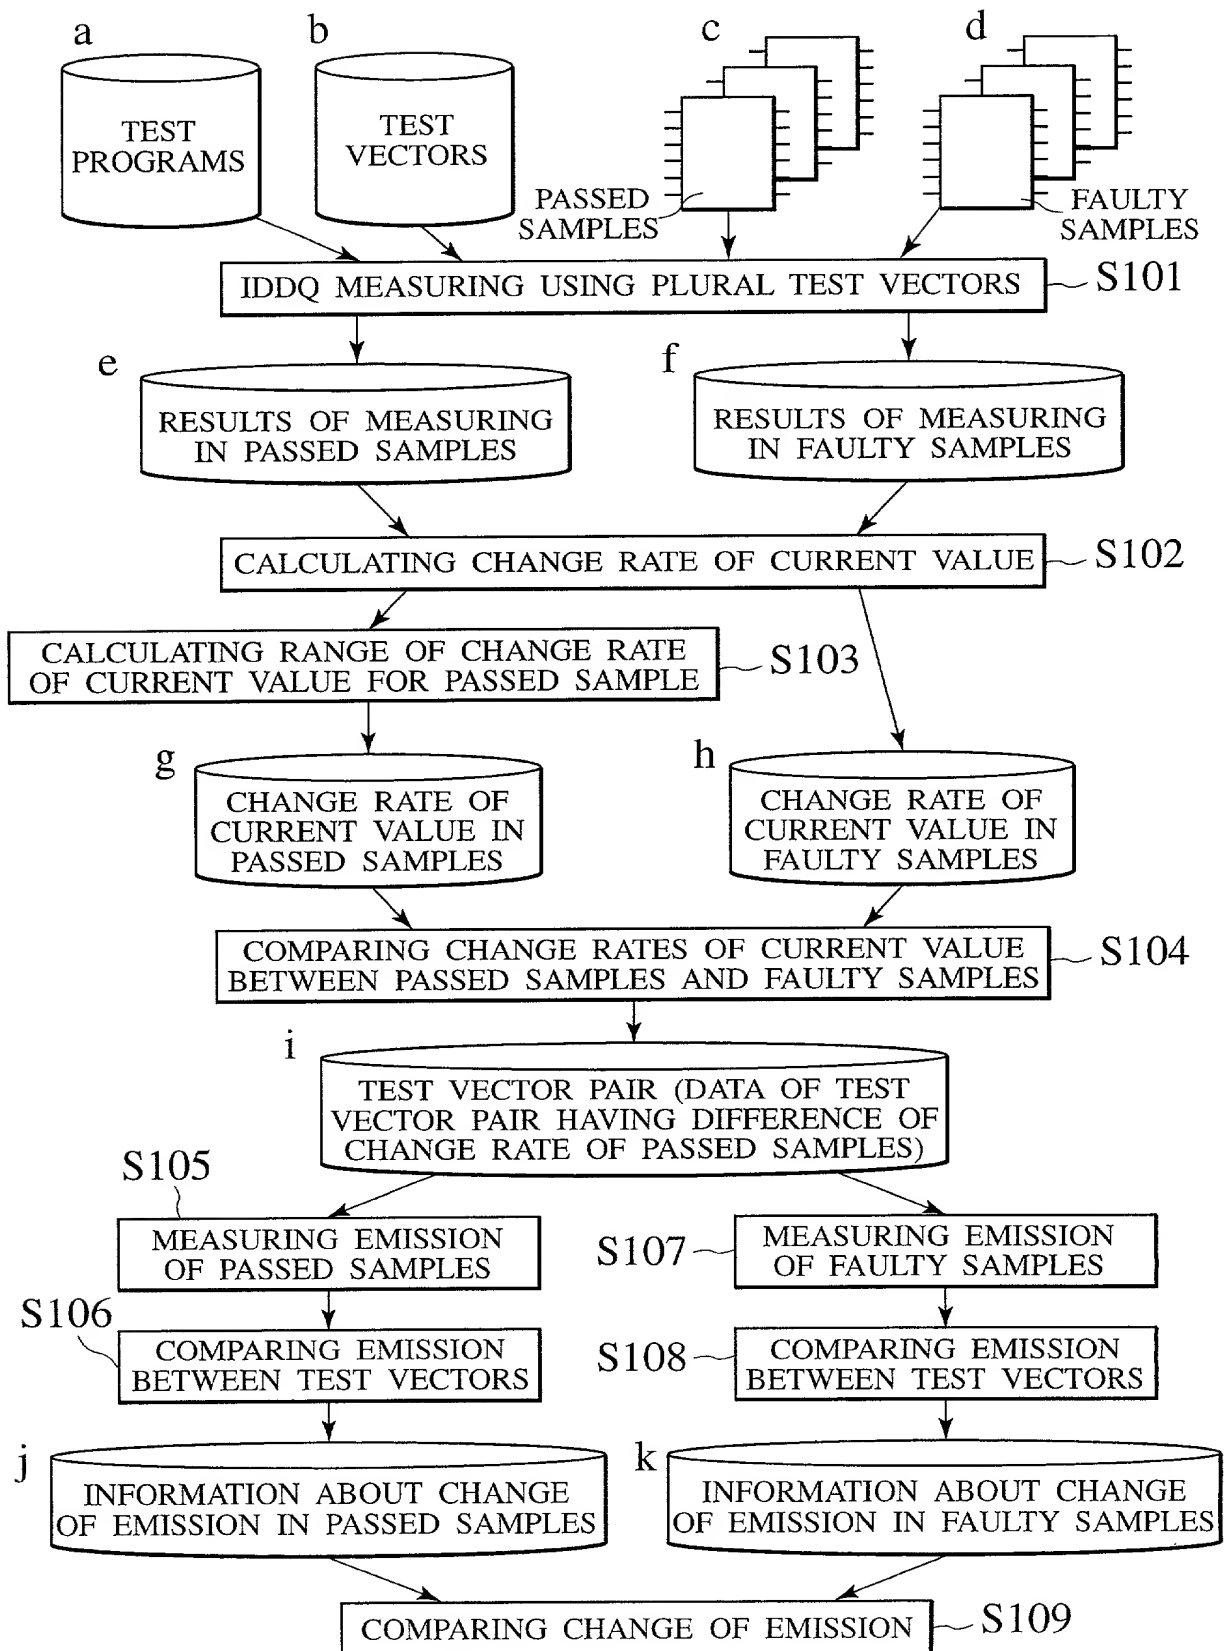 a
b
c
d
TEST
PROGRAMS
TEST
VECTORS
PASSED
SAMPLES
FAULTY
SAMPLES
IDDQ MEASURING USING PLURAL TEST VECTORS
S101
e
f
RESULTS OF MEASURING
IN PASSED SAMPLES
RESULTS OF MEASURING
IN FAULTY SAMPLES
CALCULATING CHANGE RATE OF CURRENT VALUE
S102
CALCULATING RANGE OF CHANGE RATE
OF CURRENT VALUE FOR PASSED SAMPLE
S103
g
h
CHANGE RATE OF
CURRENT VALUE IN
PASSED SAMPLES
CHANGE RATE OF
CURRENT VALUE IN
FAULTY SAMPLES
COMPARING CHANGE RATES OF CURRENT VALUE
BETWEEN PASSED SAMPLES AND FAULTY SAMPLES
S104
i
TEST VECTOR PAIR (DATA OF TEST
VECTOR PAIR HAVING DIFFERENCE OF
CHANGE RATE OF PASSED SAMPLES)
S105
MEASURING EMISSION
OF PASSED SAMPLES
S107
MEASURING EMISSION
OF FAULTY SAMPLES
S106
COMPARING EMISSION
BETWEEN TEST VECTORS
S108
COMPARING EMISSION
BETWEEN TEST VECTORS
j
k
INFORMATION ABOUT CHANGE
OF EMISSION IN PASSED SAMPLES
INFORMATION ABOUT CHANGE
OF EMISSION IN FAULTY SAMPLES
COMPARING CHANGE OF EMISSION
S109